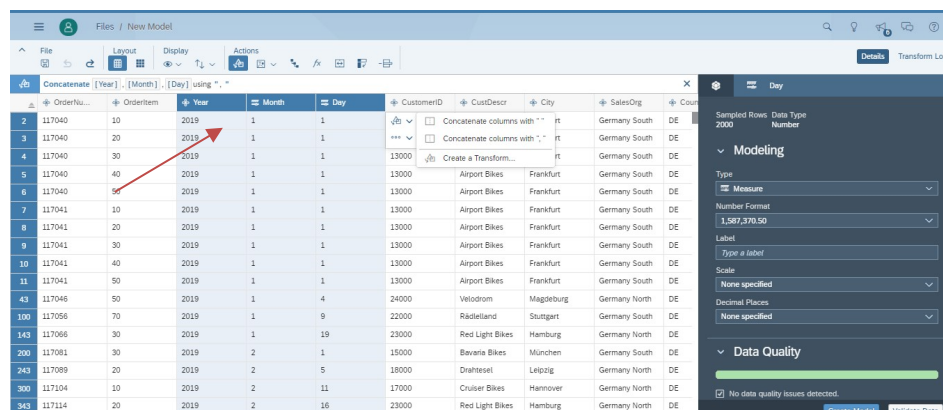 Files / New Model
File Layout Display Actions
Details Transform Lo
Concatenate [Year] , [Month] , [Day] using ", "
OrderNu... OrderItem Year Month Day CustomerID CustDescr City SalesOrg Coun
2 117040 10 2019 1 1 Concatenate columns with " " rt Germany South DE
3 117040 20 2019 1 1 Concatenate columns with ", " rt Germany South DE
4 117040 30 2019 1 1 13000 Create a Transform... rt Germany South DE
5 117040 40 2019 1 1 13000 Airport Bikes Frankfurt Germany South DE
6 117040 50 2019 1 1 13000 Airport Bikes Frankfurt Germany South DE
7 117041 10 2019 1 1 13000 Airport Bikes Frankfurt Germany South DE
8 117041 20 2019 1 1 13000 Airport Bikes Frankfurt Germany South DE
9 117041 30 2019 1 1 13000 Airport Bikes Frankfurt Germany South DE
10 117041 40 2019 1 1 13000 Airport Bikes Frankfurt Germany South DE
11 117041 50 2019 1 1 13000 Airport Bikes Frankfurt Germany South DE
43 117046 50 2019 1 4 24000 Velodrom Magdeburg Germany North DE
100 117056 70 2019 1 9 22000 Rädlelland Stuttgart Germany South DE
143 117066 30 2019 1 19 23000 Red Light Bikes Hamburg Germany North DE
200 117081 30 2019 2 1 15000 Bavaria Bikes München Germany South DE
243 117089 20 2019 2 5 18000 Drahtesel Leipzig Germany North DE
300 117104 10 2019 2 11 17000 Cruiser Bikes Hannover Germany North DE
343 117114 20 2019 2 16 23000 Red Light Bikes Hamburg Germany North DE
Day
Sampled Rows Data Type
2000 Number
Modeling
Type
Measure
Number Format
1,587,370.50
Label
Type a label
Scale
None specified
Decimal Places
None specified
Data Quality
No data quality issues detected.